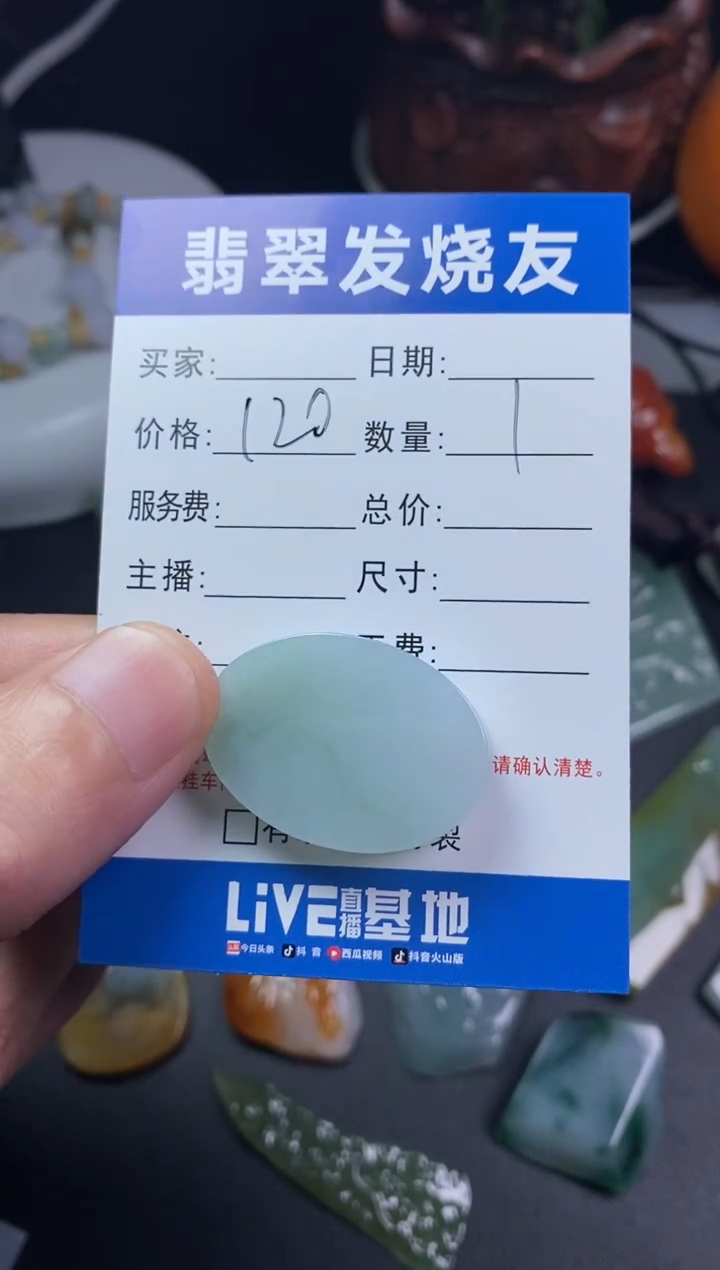 翡翠发烧友
买家: 日期:
价格: 120 数量: 1
服务费: 总价:
主播: 尺寸:
费:
请确认清楚。
挂车
LiVE直播基地
今日头条 抖音 西瓜视频 抖音火山版